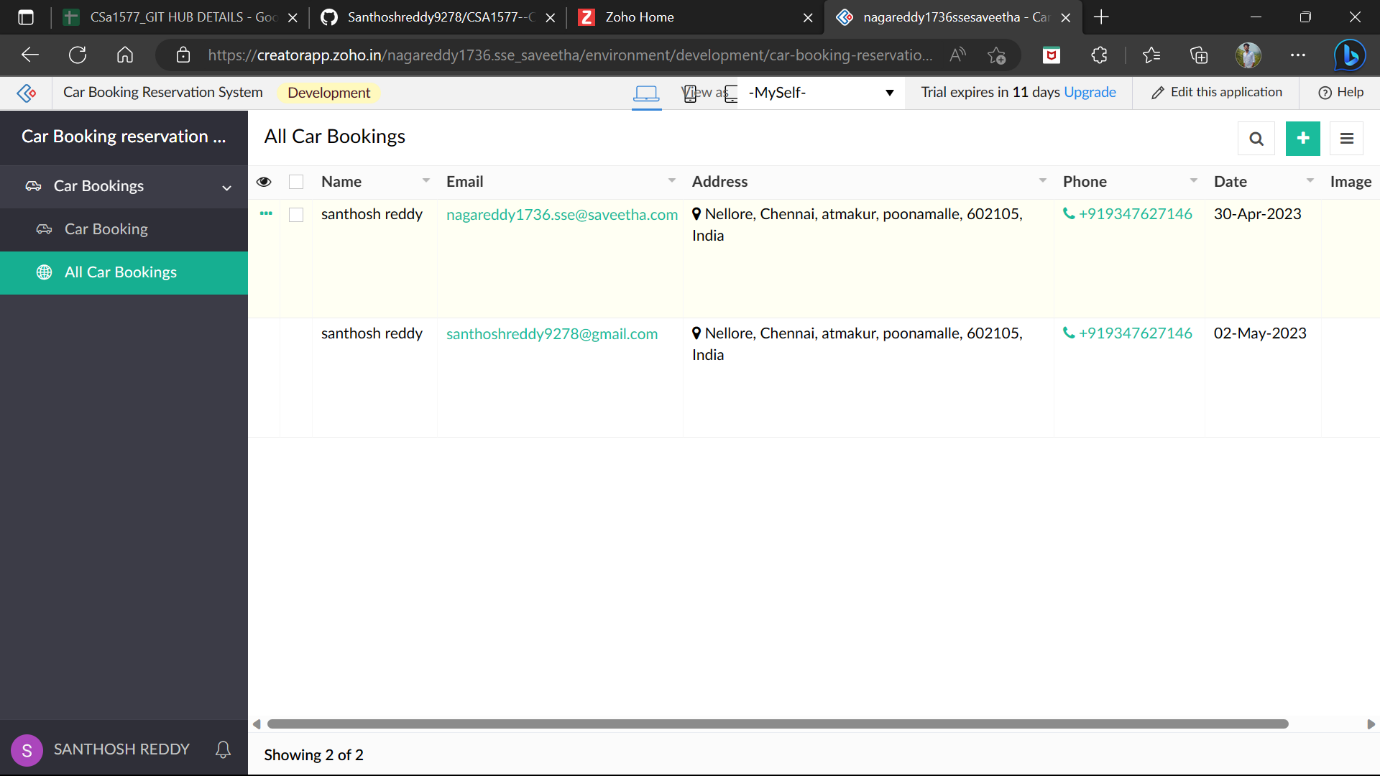 CSa1577_GIT HUB DETAILS - Goo
Santhoshreddy9278/CSA1577--C
Z Zoho Home
nagareddy1736ssesaveetha - Car
https://creatorapp.zoho.in/nagareddy1736.sse_saveetha/environment/development/car-booking-reservatio...
Car Booking Reservation System Development View as -MySelf- Trial expires in 11 days Upgrade Edit this application Help
Car Booking reservation ...
All Car Bookings
Car Bookings
Car Booking
All Car Bookings
Name Email Address Phone Date Image
santhosh reddy nagareddy1736.sse@saveetha.com Nellore, Chennai, atmakur, poonamalle, 602105, +919347627146 30-Apr-2023
India
santhosh reddy santhoshreddy9278@gmail.com Nellore, Chennai, atmakur, poonamalle, 602105, +919347627146 02-May-2023
India
S SANTHOSH REDDY
Showing 2 of 2